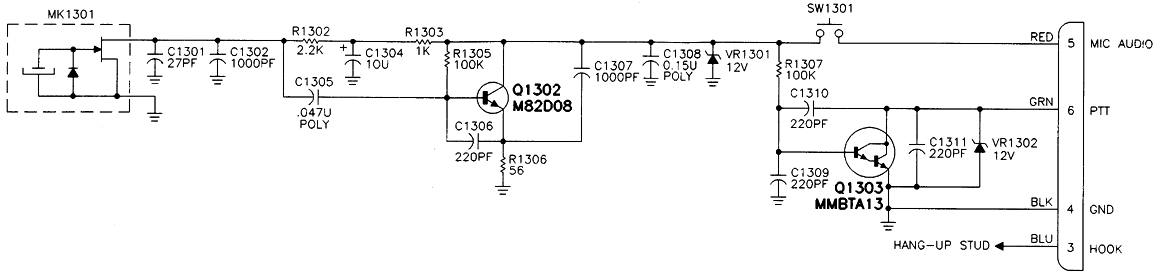 MK1301
C1301
27PF
C1302
1000PF
R1302
2.2K
+
C1304
10U
R1303
1K
R1305
100K
C1305
.047U
POLY
Q1302
M82D08
C1306
220PF
R1306
56
C1307
1000PF
C1308
0.15U
POLY
VR1301
12V
SW1301
R1307
100K
C1310
220PF
C1309
220PF
Q1303
MMBTA13
C1311
220PF
VR1302
12V
RED 5 MIC AUDIO
GRN 6 PTT
BLK 4 GND
HANG-UP STUD BLU 3 HOOK